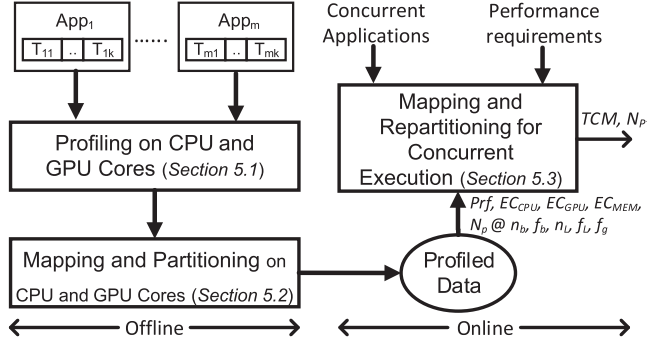 App1
T11 .. T1k
......
Appm
Tm1 .. Tmk
Profiling on CPU and
GPU Cores (Section 5.1)
Mapping and Partitioning on
CPU and GPU Cores (Section 5.2)
Offline
Concurrent
Applications
Performance
requirements
Mapping and
Repartitioning for
Concurrent
Execution (Section 5.3)
TCM, NP
Prf, ECCPU, ECGPU, ECMEM,
Np @ nb, fb, nL, fL, fg
Profiled
Data
Online